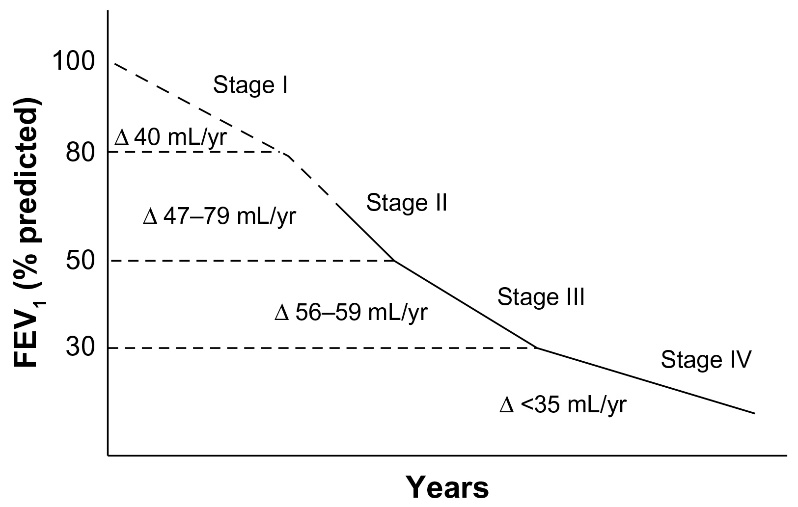 100
Stage I
Δ 40 mL/yr
80
Stage II
Δ 47–79 mL/yr
50
Stage III
Δ 56–59 mL/yr
30
Stage IV
Δ <35 mL/yr
FEV1 (% predicted)
Years